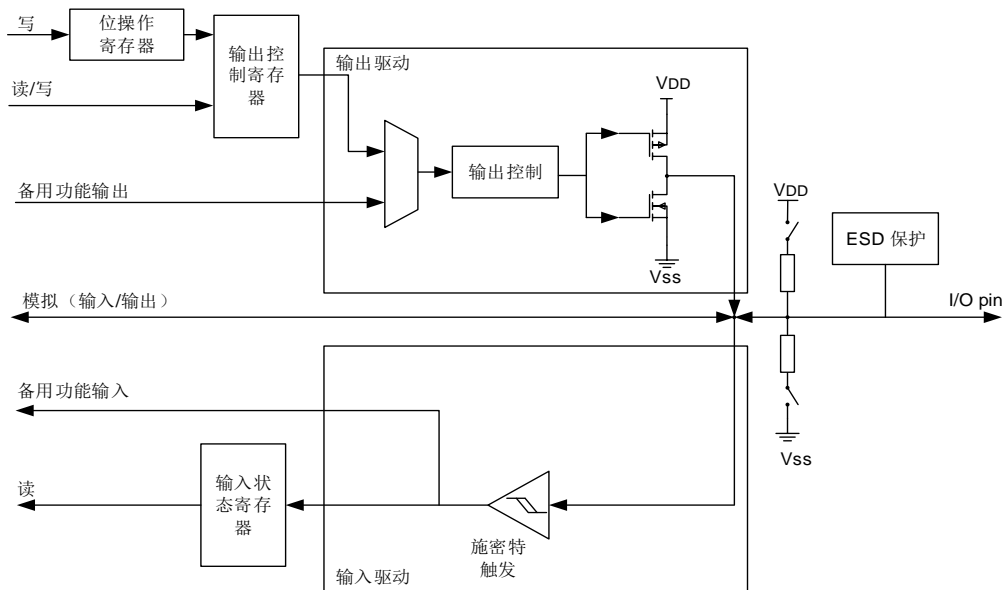 写
位操作
寄存器
读/写
输出控
制寄存
器
输出驱动
VDD
备用功能输出
输出控制
Vss
VDD
ESD 保护
模拟（输入/输出）
I/O pin
备用功能输入
Vss
读
输入状
态寄存
器
施密特
触发
输入驱动